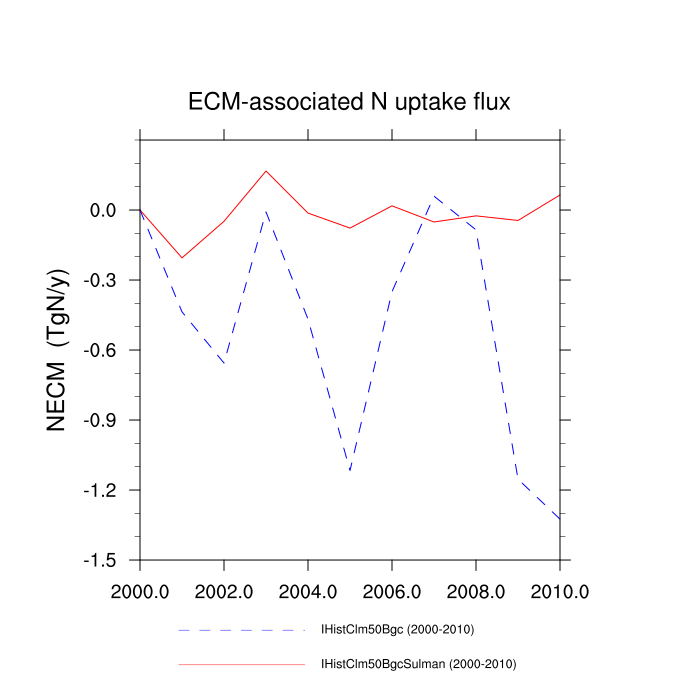 ECM-associated N uptake flux
NECM (TgN/y)
0.0
-0.3
-0.6
-0.9
-1.2
-1.5
2000.0 2002.0 2004.0 2006.0 2008.0 2010.0
IHistClm50Bgc (2000-2010)
IHistClm50BgcSulman (2000-2010)